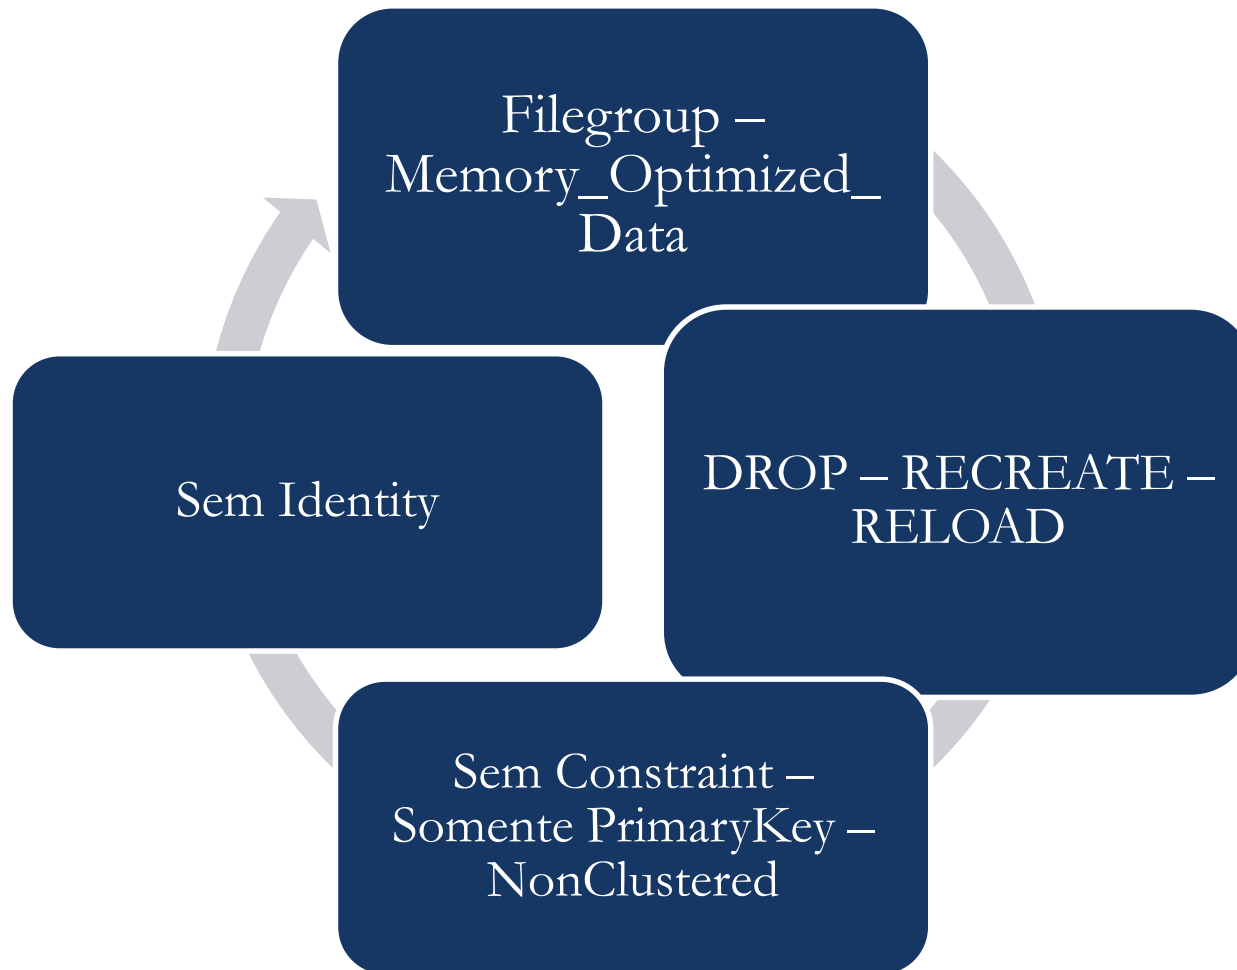 Filegroup –
Memory_Optimized_
Data
DROP – RECREATE –
RELOAD
Sem Constraint –
Somente PrimaryKey –
NonClustered
Sem Identity